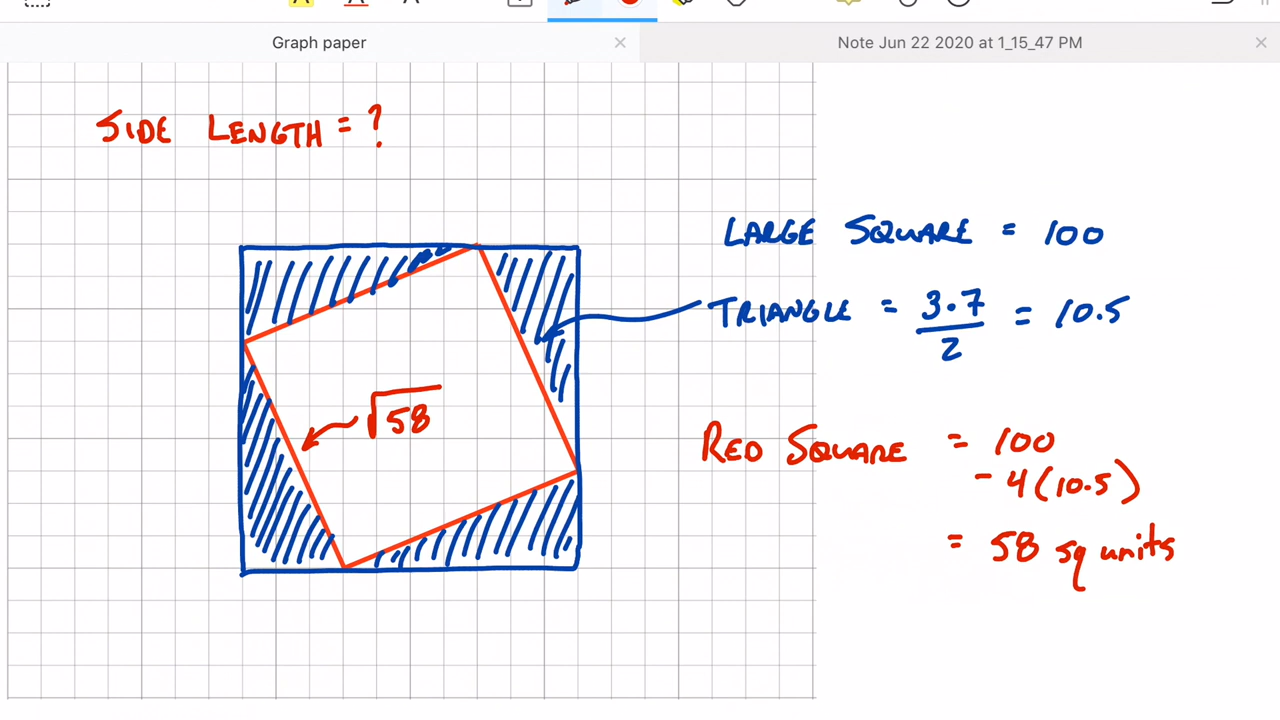 Graph paper
Note Jun 22 2020 at 1_15_47 PM
SIDE LENGTH = ?
LARGE SQUARE = 100
TRIANGLE = 3·7/2 = 10.5
√58
RED SQUARE = 100
- 4(10.5)
= 58 sq units